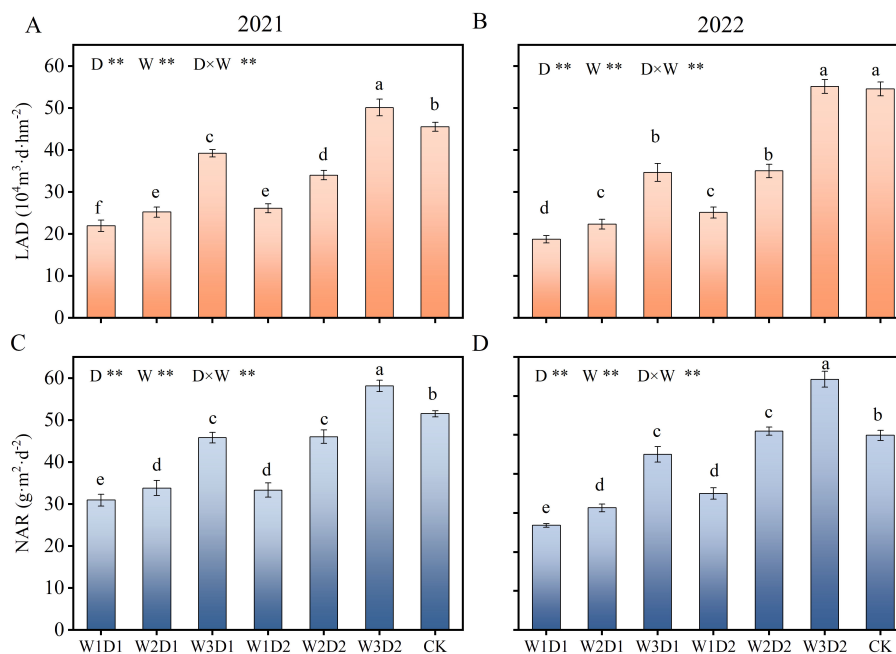 2021
2022
A
B
D ** W ** D×W **
D ** W ** D×W **
LAD (10⁴m³·d·hm⁻²)
60
50
40
30
20
10
0
f
e
c
e
d
a
b
d
c
b
c
b
a
a
C
D
D ** W ** D×W **
D ** W ** D×W **
NAR (g·m²·d⁻²)
60
50
40
30
20
10
0
e
d
c
d
c
a
b
e
d
c
d
c
a
b
W1D1 W2D1 W3D1 W1D2 W2D2 W3D2 CK
W1D1 W2D1 W3D1 W1D2 W2D2 W3D2 CK